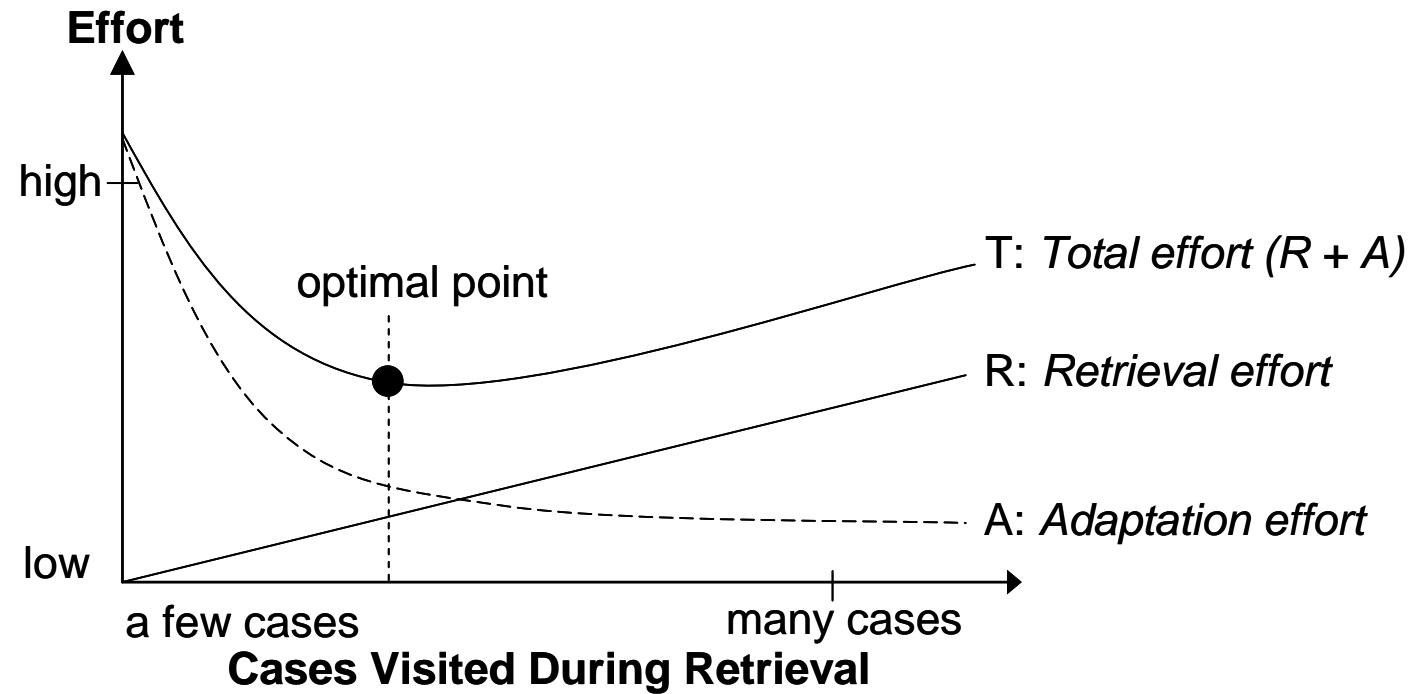 Effort
high
optimal point
T: Total effort (R + A)
R: Retrieval effort
A: Adaptation effort
low
a few cases
many cases
Cases Visited During Retrieval